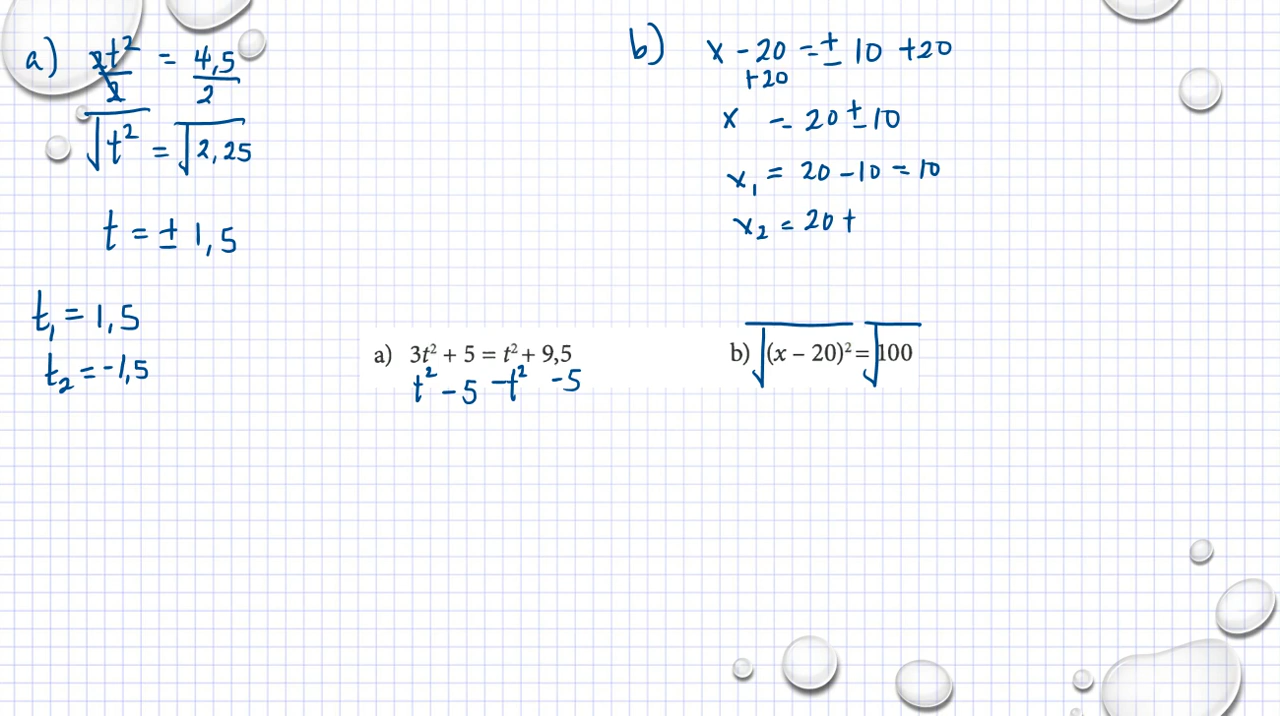 a) 2t² = 4,5
2 2
√t² = √2,25
t = ± 1,5
t₁ = 1,5
t₂ = -1,5
b) x - 20 = ± 10 + 20
+20
x = 20 ± 10
x₁ = 20 - 10 = 10
x₂ = 20 +
a) 3t² + 5 = t² + 9,5
t² - 5 -t² -5
b) √(x – 20)² = √100